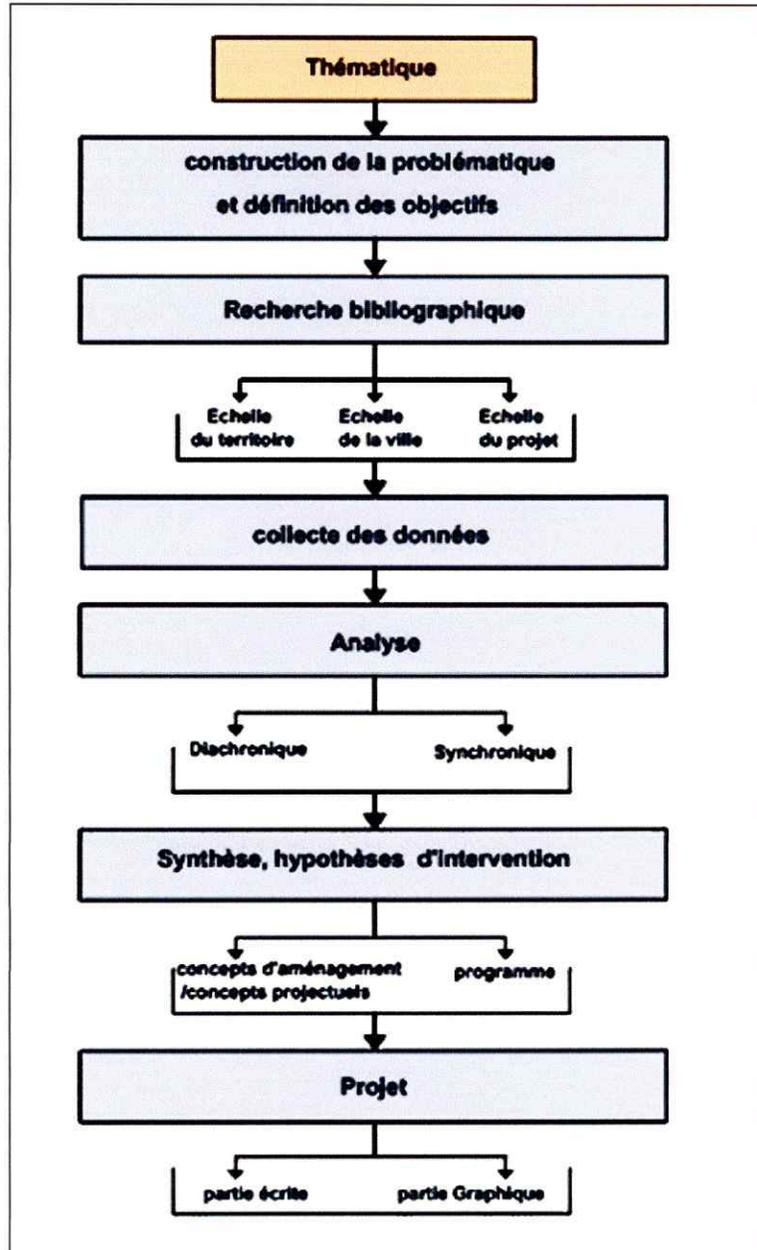 Thématique
construction de la problématique
et définition des objectifs
Recherche bibliographique
Echelle du territoire
Echelle de la ville
Echelle du projet
collecte des données
Analyse
Diachronique
Synchronique
Synthèse, hypothèses d'intervention
concepts d'aménagement
/concepts projectuels
programme
Projet
partie écrite
partie Graphique